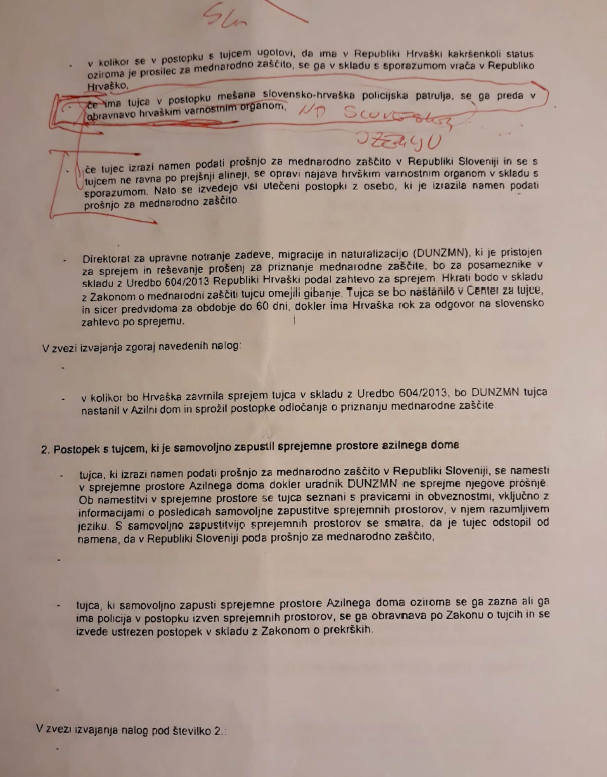 Slu
- v kolikor se v postopku s tujcem ugotovi, da ima v Republiki Hrvaški kakršenkoli status
oziroma je prosilec za mednarodno zaščito, se ga v skladu s sporazumom vrača v Republiko
Hrvaško,
- če ima tujca v postopku mešana slovensko-hrvaška policijska patrulja, se ga preda v
obravnavo hrvaškim varnostnim organom,
- če tujec izrazi namen podati prošnjo za mednarodno zaščito v Republiki Sloveniji in se s
tujcem ne ravna po prejšnji alineji, se opravi najava hrvškim varnostnim organom v skladu s
sporazumom. Nato se izvedejo vsi utečeni postopki z osebo, ki je izrazila namen podati
prošnjo za mednarodno zaščito
- Direktorat za upravne notranje zadeve, migracije in naturalizacijo (DUNZMN), ki je pristojen
za sprejem in reševanje prošenj za priznanje mednarodne zaščite, bo za posameznike v
skladu z Uredbo 604/2013 Republiki Hrvaški podal zahtevo za sprejem. Hkrati bodo v skladu
z Zakonom o mednarodni zaščiti tujcu omejili gibanje. Tujca se bo nastanilo v Center za tujce,
in sicer predvidoma za obdobje do 60 dni, dokler ima Hrvaška rok za odgovor na slovensko
zahtevo po sprejemu.
V zvezi izvajanja zgoraj navedenih nalog:
-
- v kolikor bo Hrvaška zavrnila sprejem tujca v skladu z Uredbo 604/2013, bo DUNZMN tujca
nastanil v Azilni dom in sprožil postopke odločanja o priznanju mednarodne zaščite
2. Postopek s tujcem, ki je samovoljno zapustil sprejemne prostore azilnega doma
- tujca, ki izrazi namen podati prošnjo za mednarodno zaščito v Republiki Sloveniji, se namesti
v sprejemne prostore Azilnega doma dokler uradnik DUNZMN ne sprejme njegove prošnje.
Ob namestitvi v sprejemne prostore se tujca seznani s pravicami in obveznostmi, vključno z
informacijami o posledicah samovoljne zapustitve sprejemnih prostorov, v njem razumljivem
jeziku. S samovoljno zapustitvijo sprejemnih prostorov se smatra, da je tujec odstopil od
namena, da v Republiki Sloveniji poda prošnjo za mednarodno zaščito,
-
- tujca, ki samovoljno zapusti sprejemne prostore Azilnega doma oziroma se ga zazna ali ga
ima policija v postopku izven sprejemnih prostorov, se ga obravnava po Zakonu o tujcih in se
izvede ustrezen postopek v skladu z Zakonom o prekrških.
-
V zvezi izvajanja nalog pod številko 2.:
-